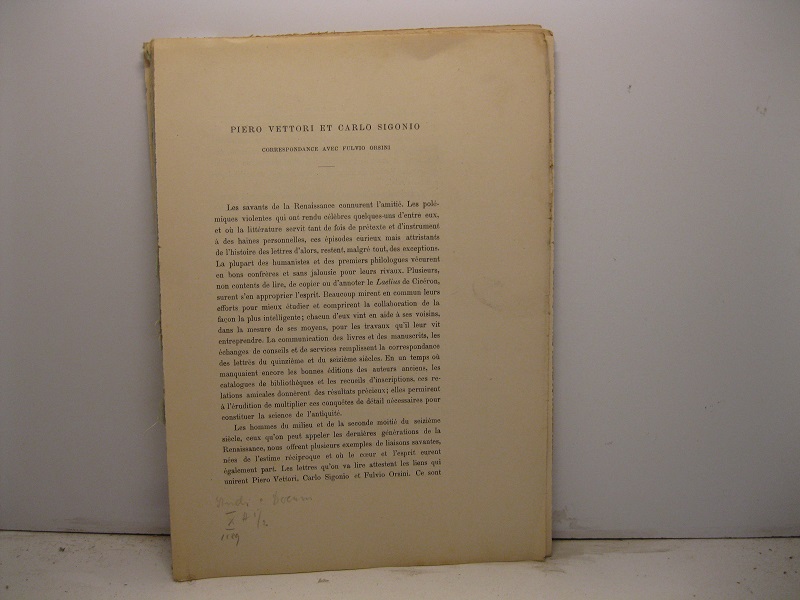 PIERO VETTORI ET CARLO SIGONIO
CORRESPONDANCE AVEC FULVIO ORSINI
Les savants de la Renaissance connurent l'amitié. Les polé-
miques violentes qui ont rendu célèbres quelques-uns d'entre eux,
et où la littérature servit tant de fois de prétexte et d'instrument
à des haines personnelles, ces épisodes curieux mais attristants
de l'histoire des lettres d'alors, restent, malgré tout, des exceptions.
La plupart des humanistes et des premiers philologues vécurent
en bons confrères et sans jalousie pour leurs rivaux. Plusieurs,
non contents de lire, de copier ou d'annoter le Laelius de Cicéron,
surent s'en approprier l'esprit. Beaucoup mirent en commun leurs
efforts pour mieux étudier et comprirent la collaboration de la
façon la plus intelligente; chacun d'eux vint en aide à ses voisins,
dans la mesure de ses moyens, pour les travaux qu'il leur vit
entreprendre. La communication des livres et des manuscrits, les
échanges de conseils et de services remplissent la correspondance
des lettrés du quinzième et du seizième siècles. En un temps où
manquaient encore les bonnes éditions des auteurs anciens, les
catalogues de bibliothèques et les recueils d'inscriptions, ces re-
lations amicales donnèrent des résultats précieux; elles permirent
à l'érudition de multiplier ces conquêtes de détail nécessaires pour
constituer la science de l'antiquité.
Les hommes du milieu et de la seconde moitié du seizième
siècle, ceux qu'on peut appeler les dernières générations de la
Renaissance, nous offrent plusieurs exemples de liaisons savantes,
nées de l'estime réciproque et où le cœur et l'esprit eurent
également part. Les lettres qu'on va lire attestent les liens qui
unirent Piero Vettori, Carlo Sigonio et Fulvio Orsini. Ce sont